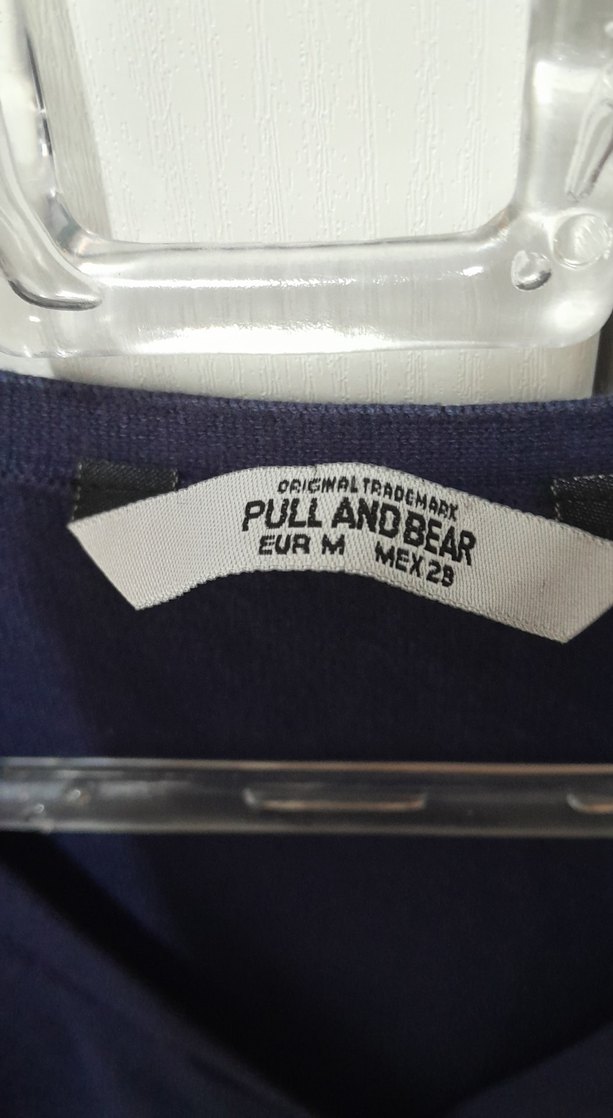 ORIGINAL TRADEMARK
PULL AND BEAR
EUR M MEX 28